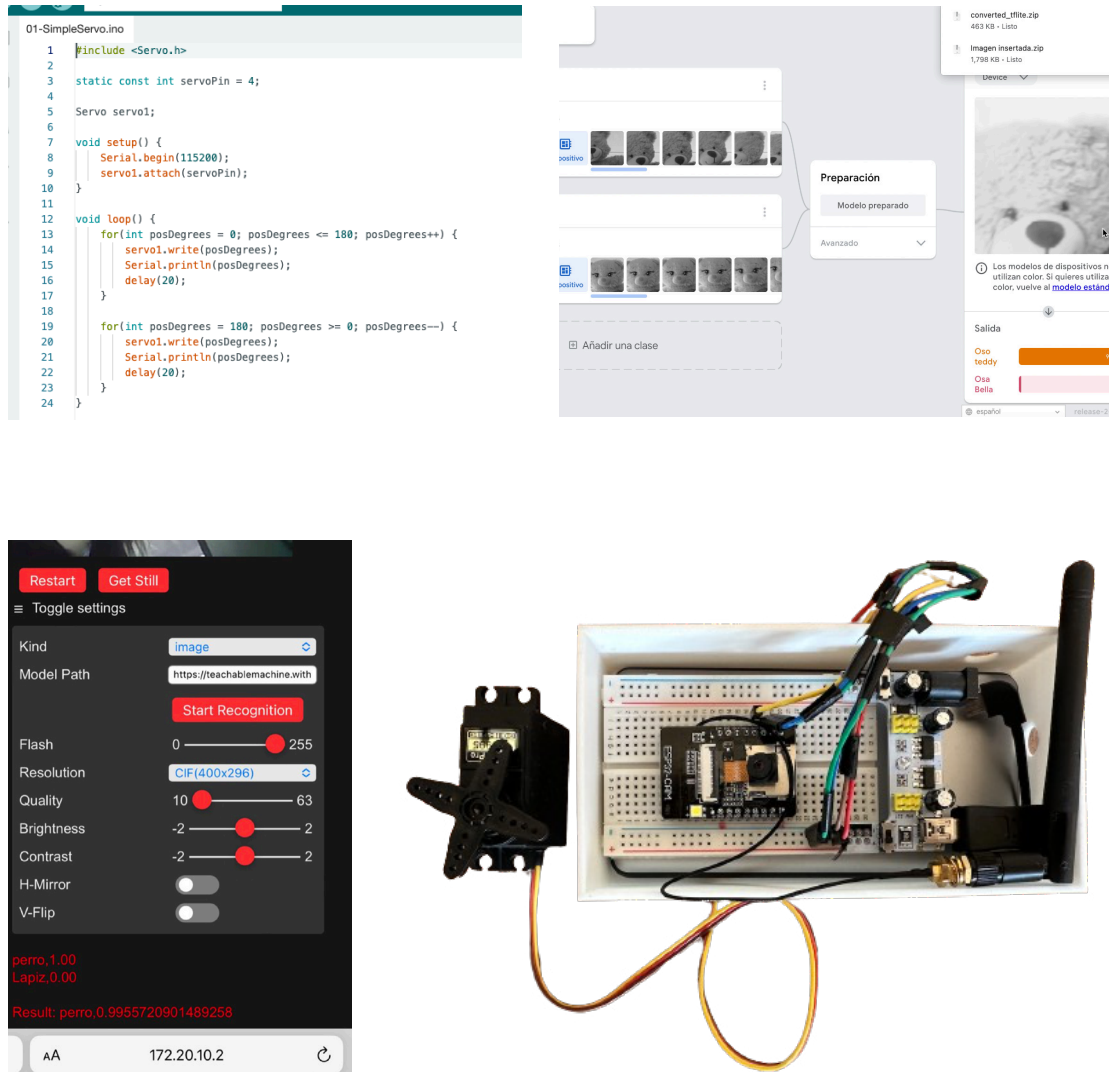 01-SimpleServo.ino
1 #include <Servo.h>
2
3 static const int servoPin = 4;
4
5 Servo servo1;
6
7 void setup() {
8 Serial.begin(115200);
9 servo1.attach(servoPin);
10 }
11
12 void loop() {
13 for(int posDegrees = 0; posDegrees <= 180; posDegrees++) {
14 servo1.write(posDegrees);
15 Serial.println(posDegrees);
16 delay(20);
17 }
18
19 for(int posDegrees = 180; posDegrees >= 0; posDegrees--) {
20 servo1.write(posDegrees);
21 Serial.println(posDegrees);
22 delay(20);
23 }
24 }
converted_tflite.zip
463 KB • Listo
Imagen insertada.zip
1,798 KB • Listo
Device
positivo
positivo
Añadir una clase
Preparación
Modelo preparado
Avanzado
Los modelos de dispositivos n
utilizan color. Si quieres utiliza
color, vuelve al modelo estánd
Salida
Oso
teddy
Osa
Bella
español
release-2
Restart Get Still
Toggle settings
Kind image
Model Path https://teachablemachine.with
Start Recognition
Flash 0 255
Resolution CIF(400x296)
Quality 10 63
Brightness -2 2
Contrast -2 2
H-Mirror
V-Flip
perro,1.00
Lapiz,0.00
Result: perro,0.9955720901489258
AA 172.20.10.2
ESP32-CAM